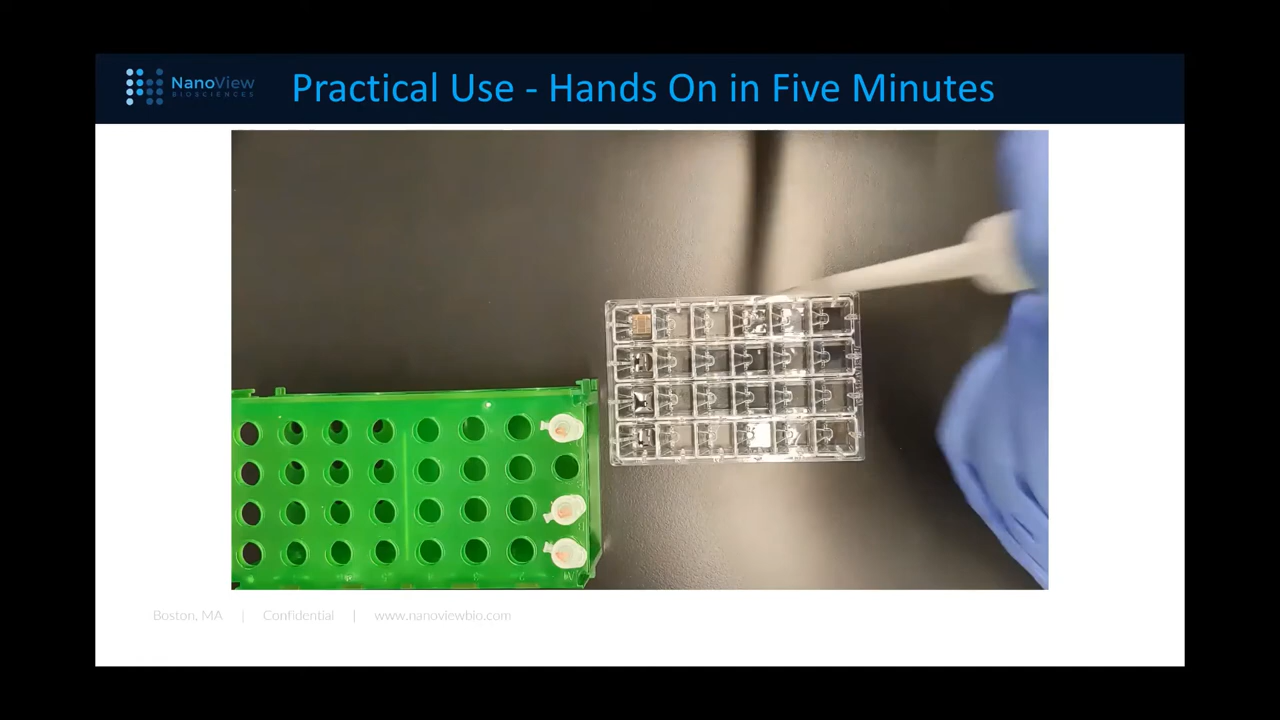 NanoView
BIOSCIENCES
Practical Use - Hands On in Five Minutes
Boston, MA | Confidential | www.nanoviewbio.com